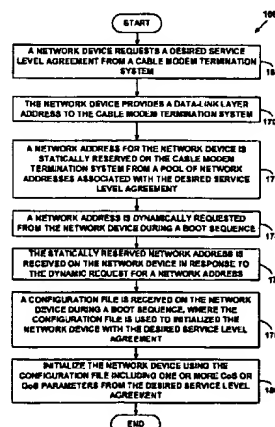 START
A NETWORK DEVICE REQUESTS A DESIRED SERVICE
LEVEL AGREEMENT FROM A CABLE MODEM TERMINATION
SYSTEM
THE NETWORK DEVICE PROVIDES A DATA-LINK LAYER
ADDRESS TO THE CABLE MODEM TERMINATION SYSTEM
A NETWORK ADDRESS FOR THE NETWORK DEVICE IS
STATICALLY RESERVED ON THE CABLE MODEM
TERMINATION SYSTEM FROM A POOL OF NETWORK
ADDRESSES ASSOCIATED WITH THE DESIRED SERVICE
LEVEL AGREEMENT
A NETWORK ADDRESS IS DYNAMICALLY REQUESTED
FROM THE NETWORK DEVICE DURING A BOOT SEQUENCE
THE STATICALLY RESERVED NETWORK ADDRESS IS
RECEIVED ON THE NETWORK DEVICE IN RESPONSE TO
THE DYNAMIC REQUEST FOR A NETWORK ADDRESS
A CONFIGURATION FILE IS RECEIVED ON THE NETWORK
DEVICE DURING A BOOT SEQUENCE, WHERE THE
CONFIGURATION FILE IS USED TO INITIALIZED THE
NETWORK DEVICE WITH THE DESIRED SERVICE LEVEL
AGREEMENT
INITIALIZE THE NETWORK DEVICE USING THE
CONFIGURATION FILE INCLUDING ONE OR MORE CoS OR
QoS PARAMETERS FROM THE DESIRED SERVICE LEVEL
AGREEMENT
END